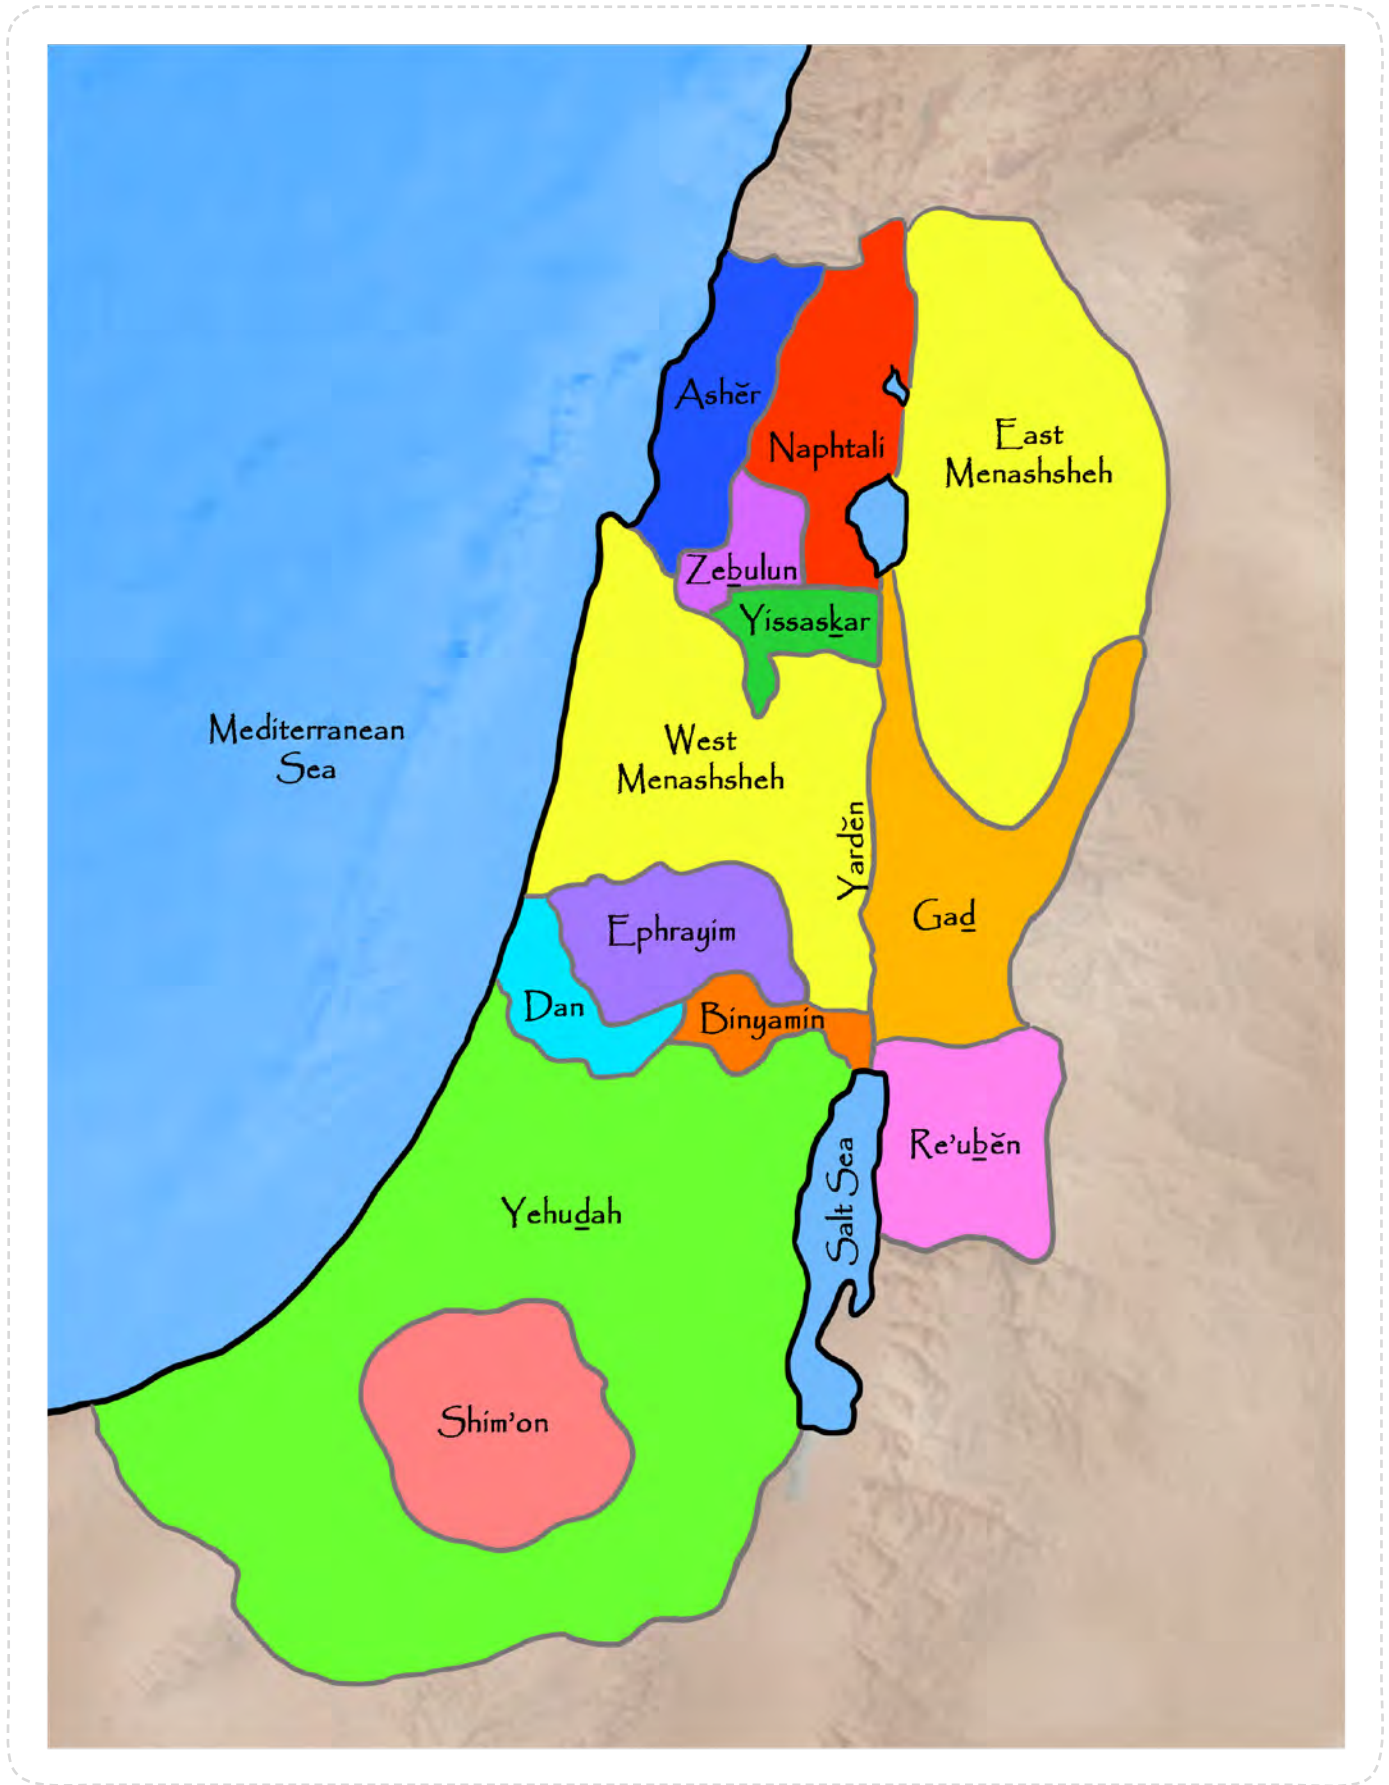 Ashĕr
Naphtali
East
Menashsheh
Zebulun
Yissaskar
Mediterranean
Sea
West
Menashsheh
Yardĕn
Gad
Ephrayim
Dan
Binyamin
Re’ubĕn
Salt Sea
Yehudah
Shim’on